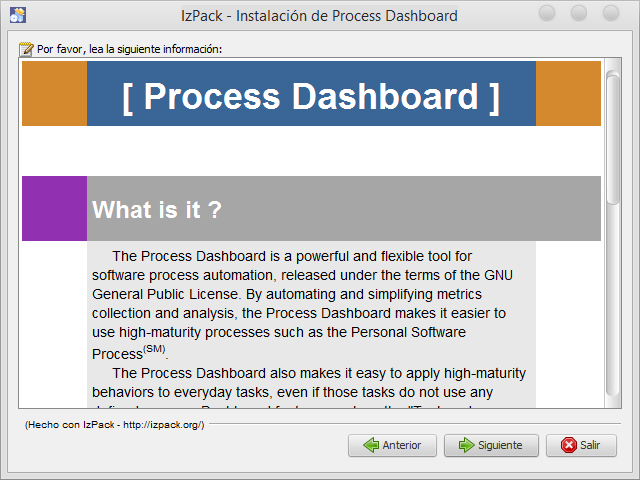 IzPack - Instalación de Process Dashboard
Por favor, lea la siguiente información:
[ Process Dashboard ]
What is it ?
The Process Dashboard is a powerful and flexible tool for
software process automation, released under the terms of the GNU
General Public License. By automating and simplifying metrics
collection and analysis, the Process Dashboard makes it easier to
use high-maturity processes such as the Personal Software
Process(SM).
The Process Dashboard also makes it easy to apply high-maturity
behaviors to everyday tasks, even if those tasks do not use any
(Hecho con IzPack - http://izpack.org/)
Anterior
Siguiente
Salir